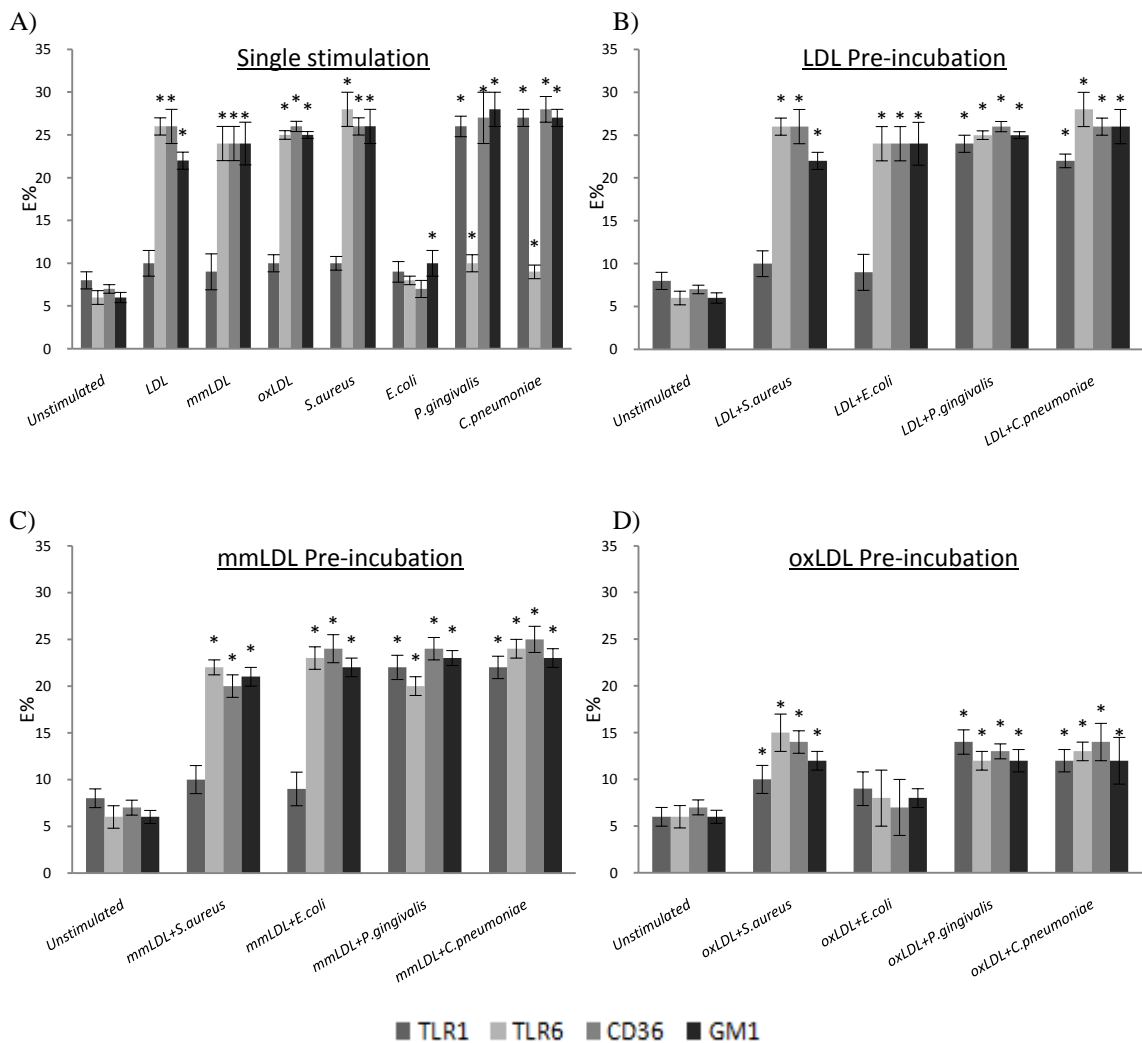 A)
Single stimulation
35
30
25
20
15
10
5
0
E%
* * * * * * * * * * * * * * * * * * * * *
Unstimulated
LDL
mmLDL
oxLDL
S.aureus
E.coli
P.gingivalis
C.pneumoniae
B)
LDL Pre-incubation
35
30
25
20
15
10
5
0
E%
* * * * * * * * * * * * * *
Unstimulated
LDL+S.aureus
LDL+E.coli
LDL+P.gingivalis
LDL+C.pneumoniae
C)
mmLDL Pre-incubation
35
30
25
20
15
10
5
0
E%
* * * * * * * * * * * * * *
Unstimulated
mmLDL+S.aureus
mmLDL+E.coli
mmLDL+P.gingivalis
mmLDL+C.pneumoniae
D)
oxLDL Pre-incubation
35
30
25
20
15
10
5
0
E%
* * * * * * * * * * * *
Unstimulated
oxLDL+S.aureus
oxLDL+E.coli
oxLDL+P.gingivalis
oxLDL+C.pneumoniae
TLR1 TLR6 CD36 GM1